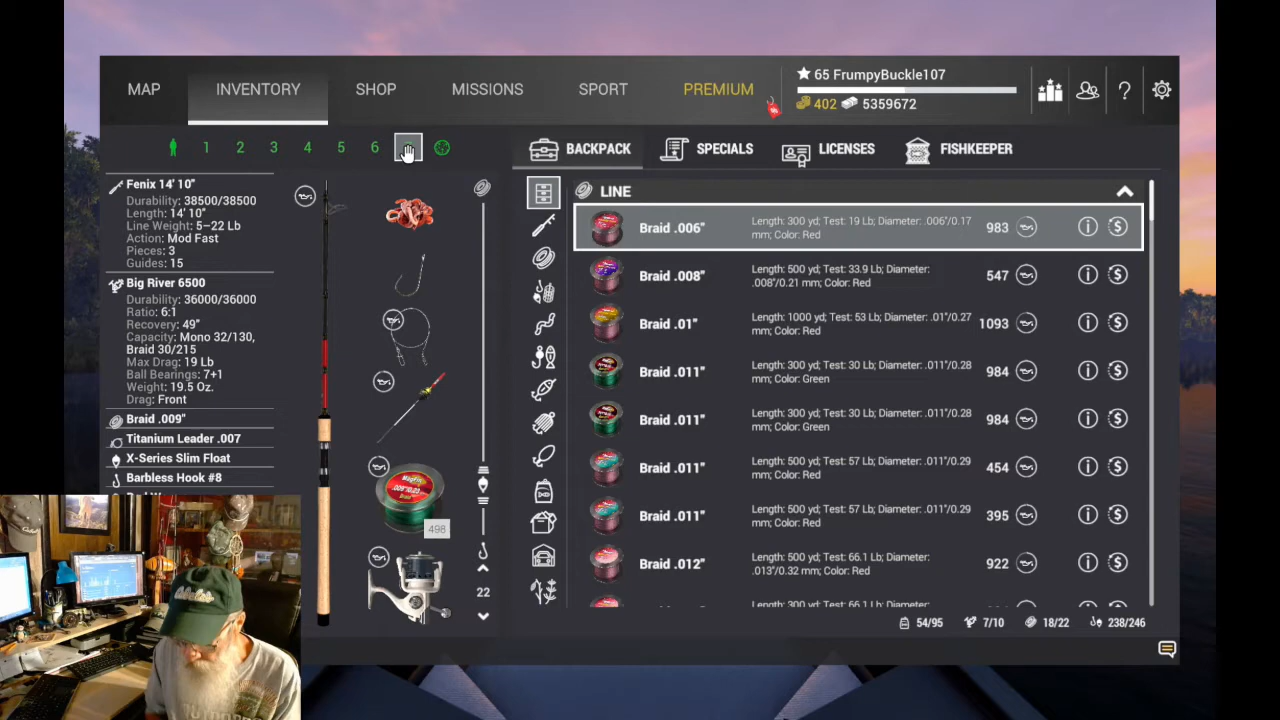 MAP
INVENTORY
SHOP
MISSIONS
SPORT
PREMIUM
65 FrumpyBuckle107
402 5359672
?
1 2 3 4 5 6
BACKPACK
SPECIALS
LICENSES
FISHKEEPER
Fenix 14' 10"
Durability: 38500/38500
Length: 14' 10"
Line Weight: 5–22 Lb
Action: Mod Fast
Pieces: 3
Guides: 15
Big River 6500
Durability: 36000/36000
Ratio: 6:1
Recovery: 49"
Capacity: Mono 32/130,
Braid 30/215
Max Drag: 19 Lb
Ball Bearings: 7+1
Weight: 19.5 Oz.
Drag: Front
Braid .009"
Titanium Leader .007
X-Series Slim Float
Barbless Hook #8
498
22
LINE
Braid .006" Length: 300 yd; Test: 19 Lb; Diameter: .006"/0.17
mm; Color: Red 983
Braid .008" Length: 500 yd; Test: 33.9 Lb; Diameter:
.008"/0.21 mm; Color: Red 547
Braid .01" Length: 1000 yd; Test: 53 Lb; Diameter: .01"/0.27
mm; Color: Red 1093
Braid .011" Length: 300 yd; Test: 30 Lb; Diameter: .011"/0.28
mm; Color: Green 984
Braid .011" Length: 300 yd; Test: 30 Lb; Diameter: .011"/0.28
mm; Color: Green 984
Braid .011" Length: 500 yd; Test: 57 Lb; Diameter: .011"/0.29
mm; Color: Red 454
Braid .011" Length: 500 yd; Test: 57 Lb; Diameter: .011"/0.29
mm; Color: Red 395
Braid .012" Length: 500 yd; Test: 66.1 Lb; Diameter:
.013"/0.32 mm; Color: Red 922
54/95 7/10 18/22 238/246